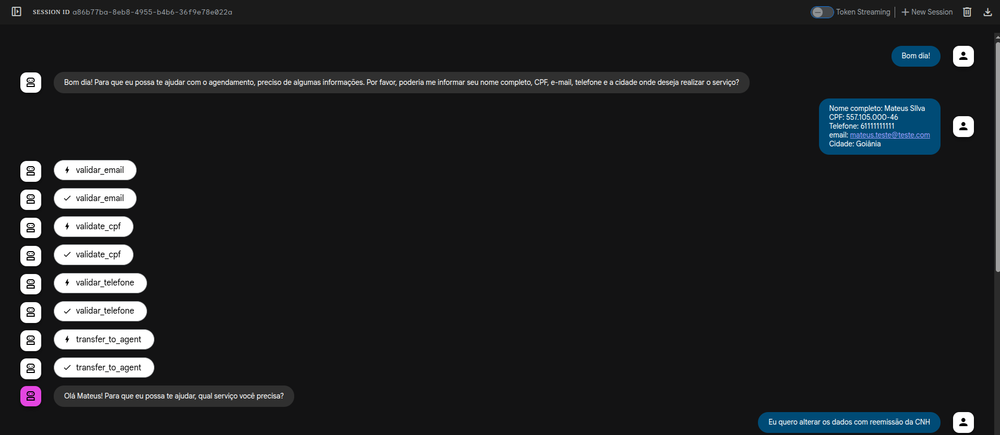 SESSION ID a86b77ba-8eb8-4955-b4b6-36f9e78e022a
Token Streaming
New Session
Bom dia!
Bom dia! Para que eu possa te ajudar com o agendamento, preciso de algumas informações. Por favor, poderia me informar seu nome completo, CPF, e-mail, telefone e a cidade onde deseja realizar o serviço?
Nome completo: Mateus SIlva
CPF: 557.105.000-46
Telefone: 61111111111
email: mateus.teste@teste.com
Cidade: Goiânia
validar_email
validar_email
validate_cpf
validate_cpf
validar_telefone
validar_telefone
transfer_to_agent
transfer_to_agent
Olá Mateus! Para que eu possa te ajudar, qual serviço você precisa?
Eu quero alterar os dados com reemissão da CNH